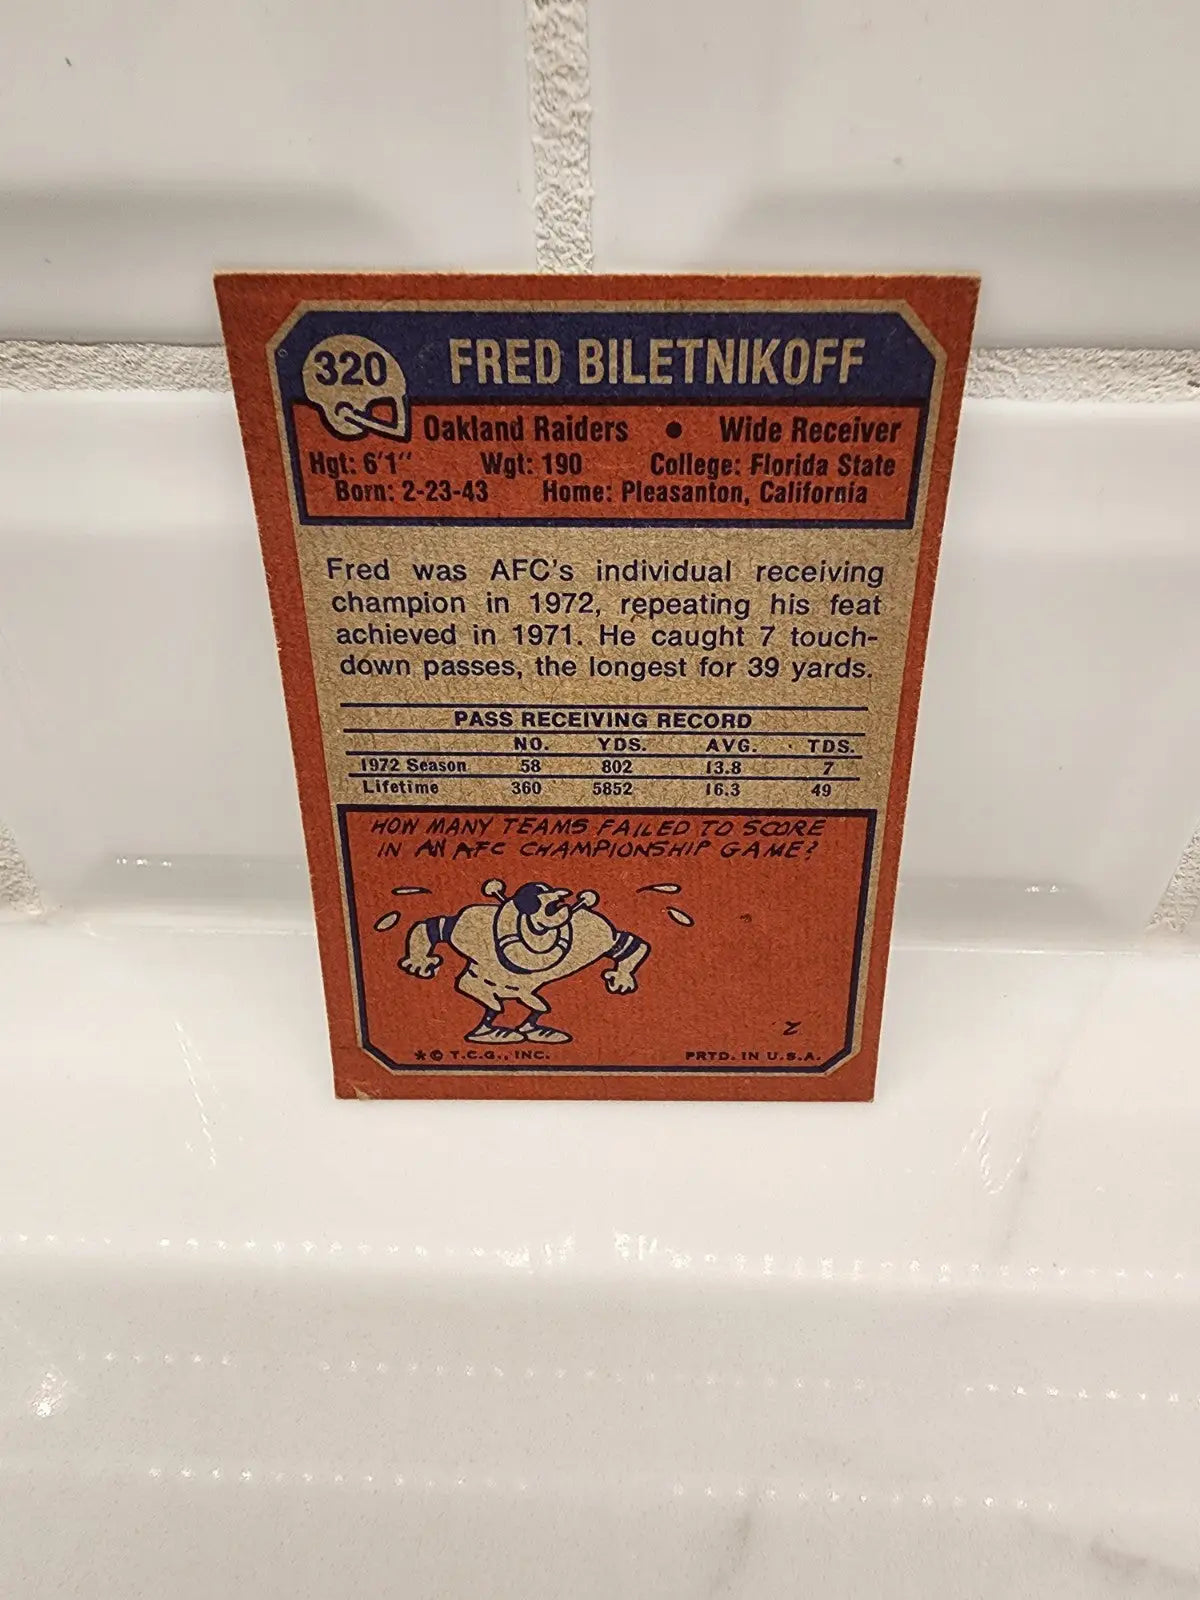 320
FRED BILETNIKOFF
Oakland Raiders • Wide Receiver
Hgt: 6'1" Wgt: 190 College: Florida State
Born: 2-23-43 Home: Pleasanton, California
Fred was AFC's individual receiving
champion in 1972, repeating his feat
achieved in 1971. He caught 7 touch-
down passes, the longest for 39 yards.
PASS RECEIVING RECORD
NO. YDS. AVG. TDS.
1972 Season 58 802 13.8 7
Lifetime 360 5852 16.3 49
HOW MANY TEAMS FAILED TO SCORE
IN AN AFC CHAMPIONSHIP GAME?
2
★ © T.C.G., INC. PRTD. IN U.S.A.